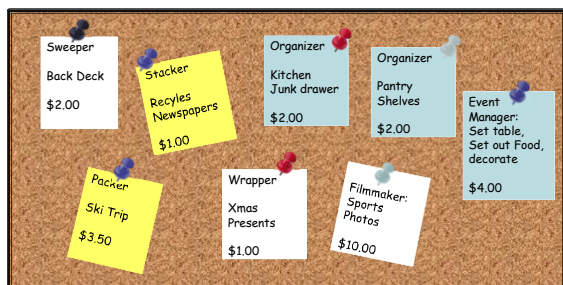 Sweeper
Back Deck
$2.00
Stacker
Recyles
Newspapers
$1.00
Organizer
Kitchen
Junk drawer
$2.00
Organizer
Pantry
Shelves
$2.00
Event
Manager:
Set table,
Set out Food,
decorate
$4.00
Packer
Ski Trip
$3.50
Wrapper
Xmas
Presents
$1.00
Filmmaker:
Sports
Photos
$10.00